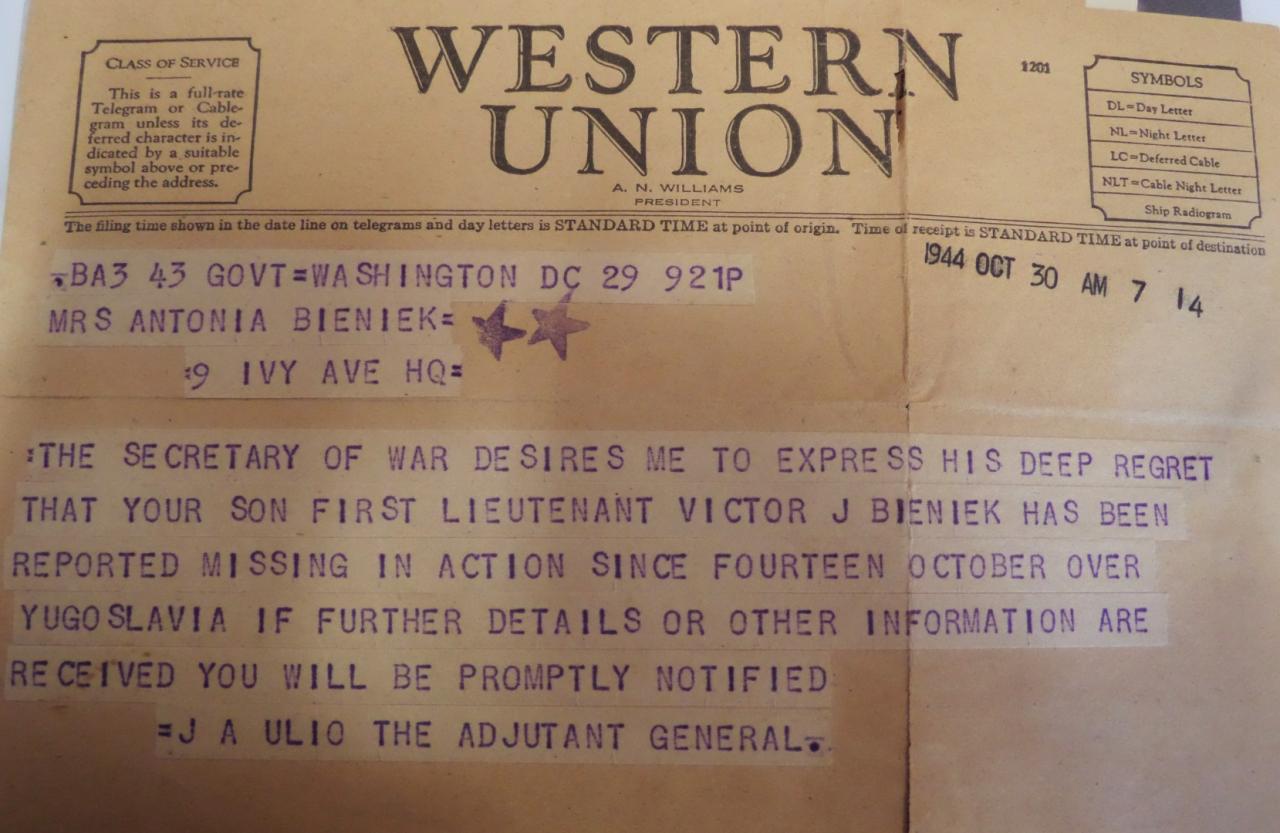 CLASS OF SERVICE
This is a full-rate
Telegram or Cable-
gram unless its de-
ferred character is in-
dicated by a suitable
symbol above or pre-
ceding the address.
WESTERN
UNION
A. N. WILLIAMS
PRESIDENT
1201
SYMBOLS
DL=Day Letter
NL=Night Letter
LC=Deferred Cable
NLT=Cable Night Letter
Ship Radiogram
The filing time shown in the date line on telegrams and day letters is STANDARD TIME at point of origin. Time of receipt is STANDARD TIME at point of destination
BA3 43 GOVT=WASHINGTON DC 29 921P
1944 OCT 30 AM 7 14
MRS ANTONIA BIENIEK=
:9 IVY AVE HQ=
:THE SECRETARY OF WAR DESIRES ME TO EXPRESS HIS DEEP REGRET
THAT YOUR SON FIRST LIEUTENANT VICTOR J BIENIEK HAS BEEN
REPORTED MISSING IN ACTION SINCE FOURTEEN OCTOBER OVER
YUGOSLAVIA IF FURTHER DETAILS OR OTHER INFORMATION ARE
RECEIVED YOU WILL BE PROMPTLY NOTIFIED
=J A ULIO THE ADJUTANT GENERAL.